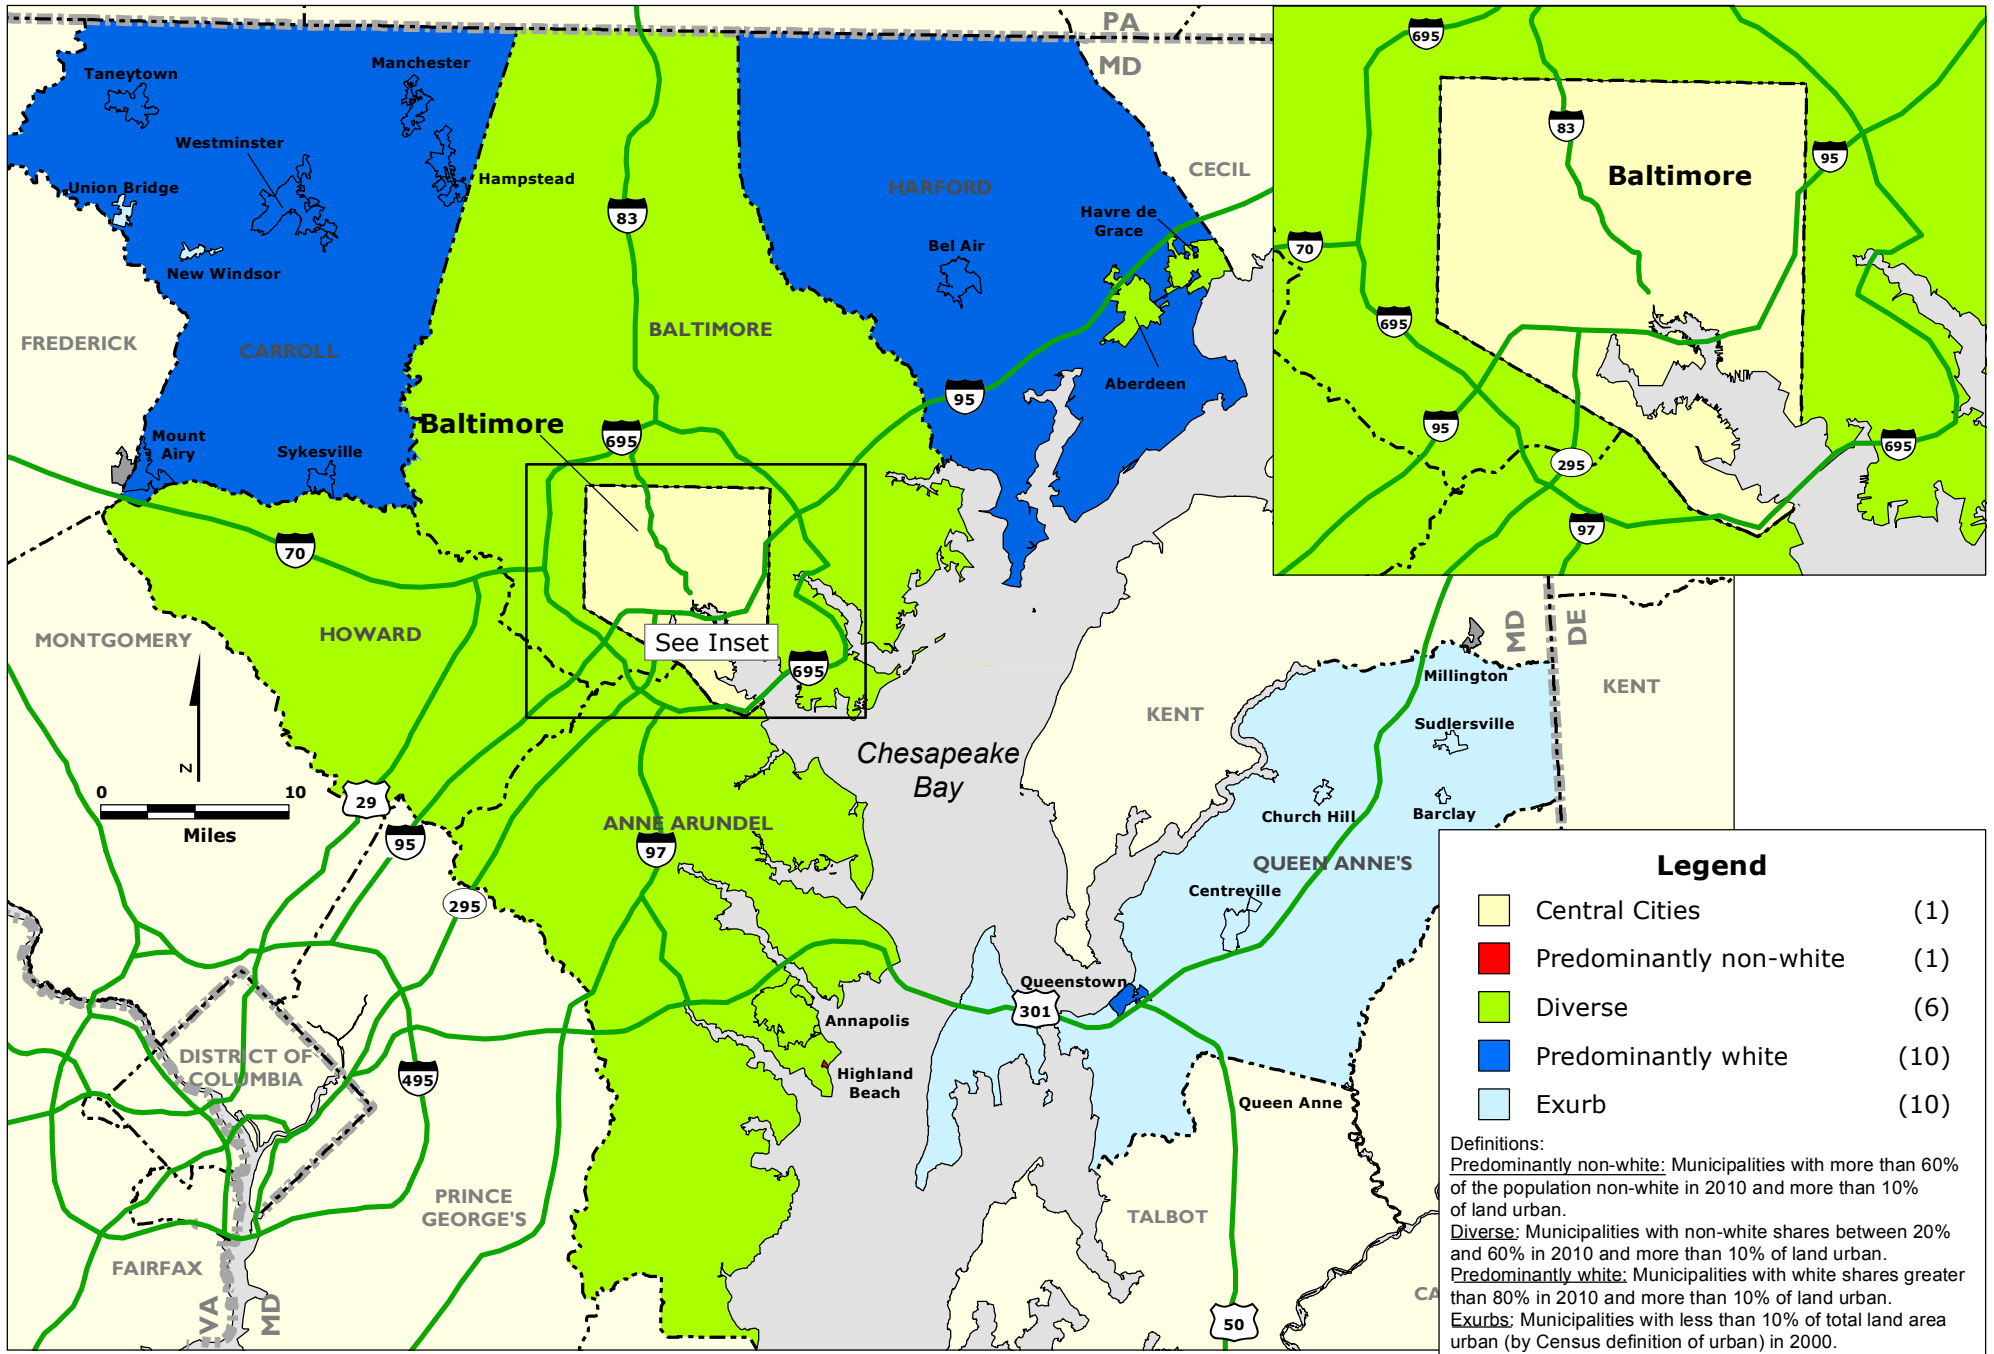 PA
MD
Taneytown
Manchester
Westminster
Hampstead
Union Bridge
New Windsor
83
HARFORD
CECIL
Havre de
Grace
Bel Air
FREDERICK
CARROLL
BALTIMORE
Aberdeen
95
Baltimore
695
Mount
Airy
Sykesville
70
MONTGOMERY
HOWARD
See Inset
695
N
0 10
Miles
29
95
ANNE ARUNDEL
97
295
Chesapeake
Bay
KENT
MD
DE
KENT
Millington
Sudlersville
Church Hill
Barclay
QUEEN ANNE'S
Centreville
Queenstown
301
Annapolis
Highland
Beach
DISTRICT OF
COLUMBIA
495
Queen Anne
PRINCE
GEORGE'S
TALBOT
FAIRFAX
VA
MD
50
CA
695
83
95
Baltimore
70
695
95
295
695
97
Legend
Central Cities (1)
Predominantly non-white (1)
Diverse (6)
Predominantly white (10)
Exurb (10)
Definitions:
Predominantly non-white: Municipalities with more than 60%
of the population non-white in 2010 and more than 10%
of land urban.
Diverse: Municipalities with non-white shares between 20%
and 60% in 2010 and more than 10% of land urban.
Predominantly white: Municipalities with white shares greater
than 80% in 2010 and more than 10% of land urban.
Exurbs: Municipalities with less than 10% of total land area
urban (by Census definition of urban) in 2000.